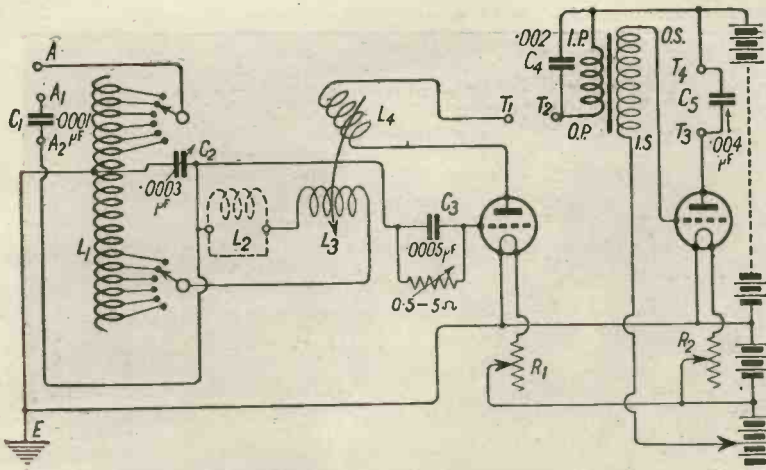 A
A1
C1
.0001
μF
A2
L1
.0003
μF
C2
L2
L3
L4
C3
.0005μF
0.5–5Ω
T1
.002
C4
T2
I.P.
O.P.
O.S.
I.S
T4
C5
T3
.004
μF
R1
R2
E